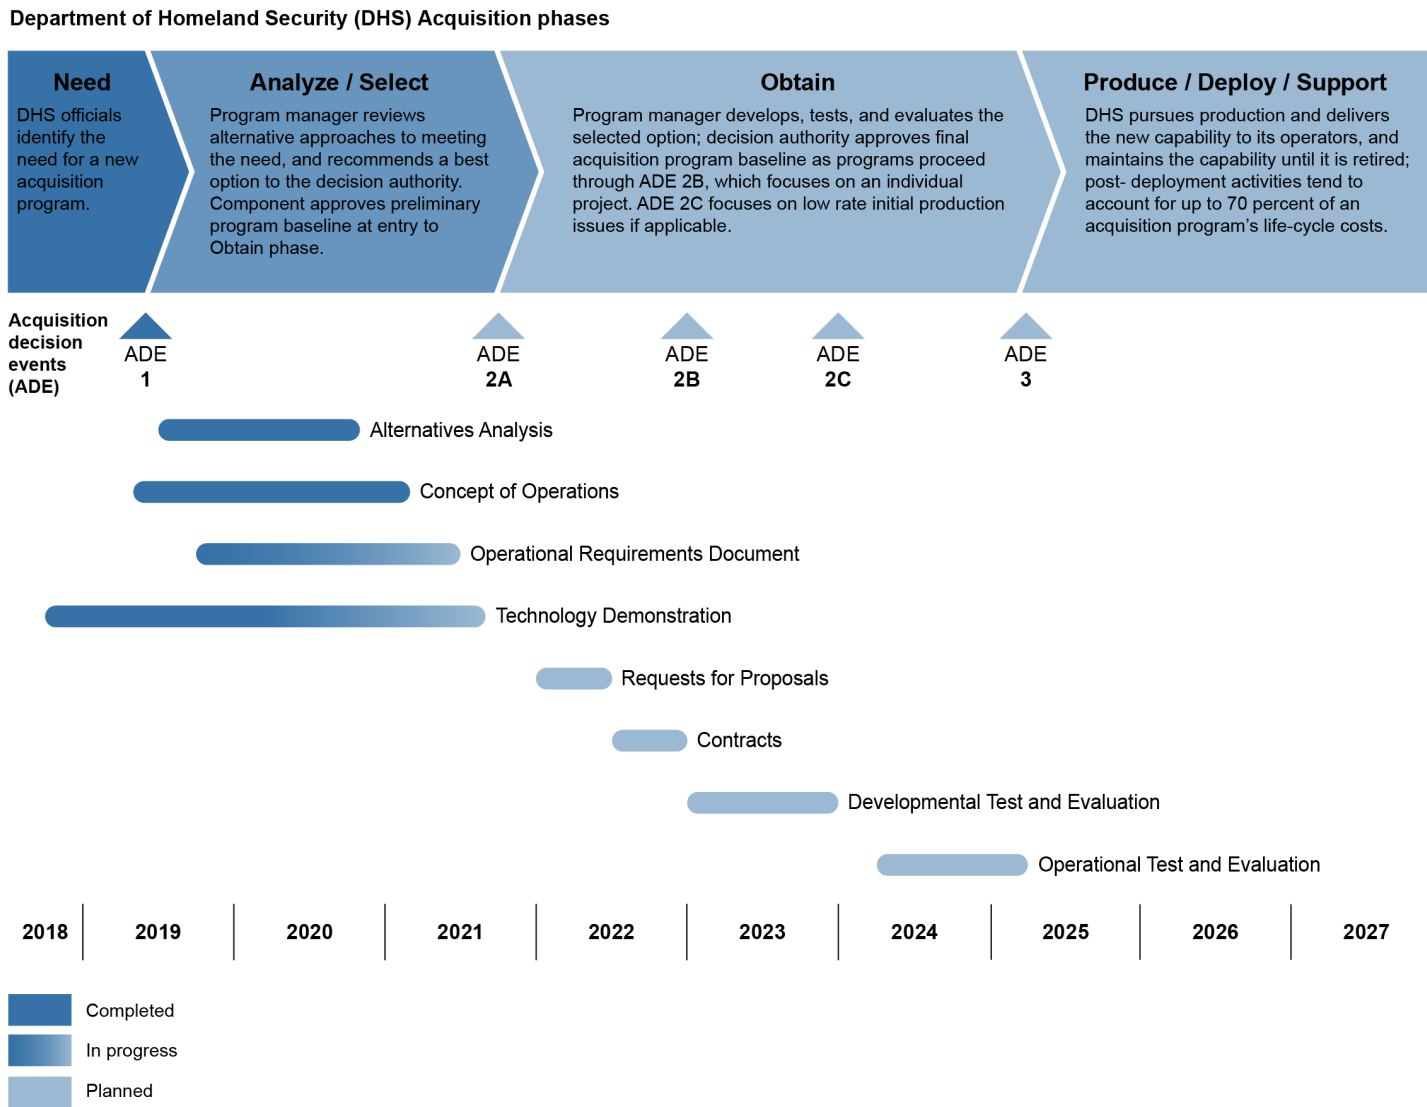 Department of Homeland Security (DHS) Acquisition phases
Need
DHS officials
identify the
need for a new
acquisition
program.
Analyze / Select
Program manager reviews
alternative approaches to meeting
the need, and recommends a best
option to the decision authority.
Component approves preliminary
program baseline at entry to
Obtain phase.
Obtain
Program manager develops, tests, and evaluates the
selected option; decision authority approves final
acquisition program baseline as programs proceed
through ADE 2B, which focuses on an individual
project. ADE 2C focuses on low rate initial production
issues if applicable.
Produce / Deploy / Support
DHS pursues production and delivers
the new capability to its operators, and
maintains the capability until it is retired;
post- deployment activities tend to
account for up to 70 percent of an
acquisition program’s life-cycle costs.
Acquisition
decision
events
(ADE)
ADE
1
ADE
2A
ADE
2B
ADE
2C
ADE
3
Alternatives Analysis
Concept of Operations
Operational Requirements Document
Technology Demonstration
Requests for Proposals
Contracts
Developmental Test and Evaluation
Operational Test and Evaluation
2018 2019 2020 2021 2022 2023 2024 2025 2026 2027
Completed
In progress
Planned